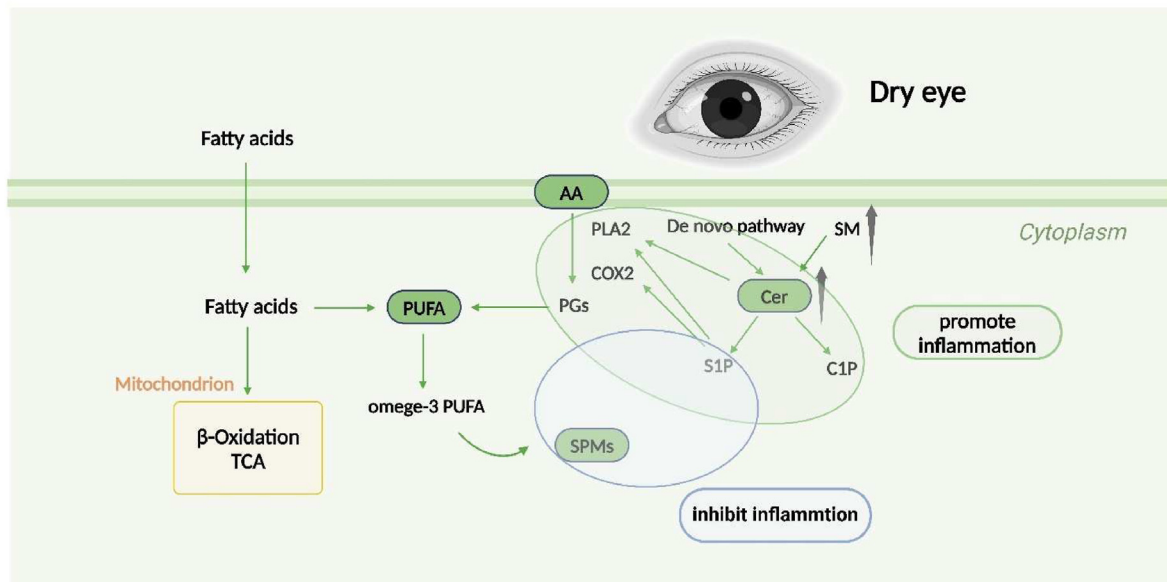 Dry eye
Fatty acids
AA
PLA2
De novo pathway
SM
Cytoplasm
COX2
Cer
Fatty acids
PUFA
PGs
promote
inflammation
S1P
C1P
Mitochondrion
omege-3 PUFA
β-Oxidation
TCA
SPMs
inhibit inflammtion